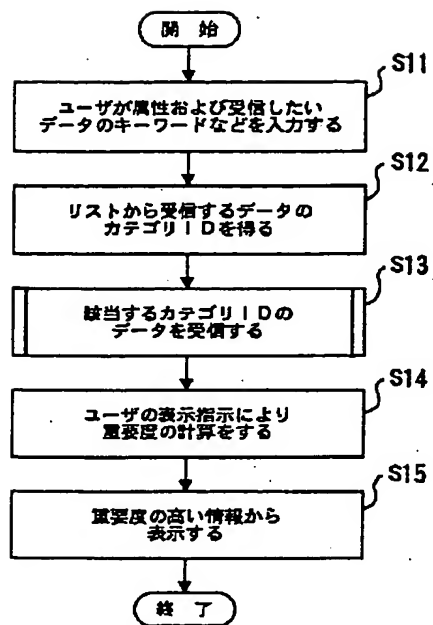 開 始
S11
ユーザが属性および受信したい
データのキーワードなどを入力する
S12
リストから受信するデータの
カテゴリIDを得る
S13
該当するカテゴリIDの
データを受信する
S14
ユーザの表示指示により
重要度の計算をする
S15
重要度の高い情報から
表示する
終 了